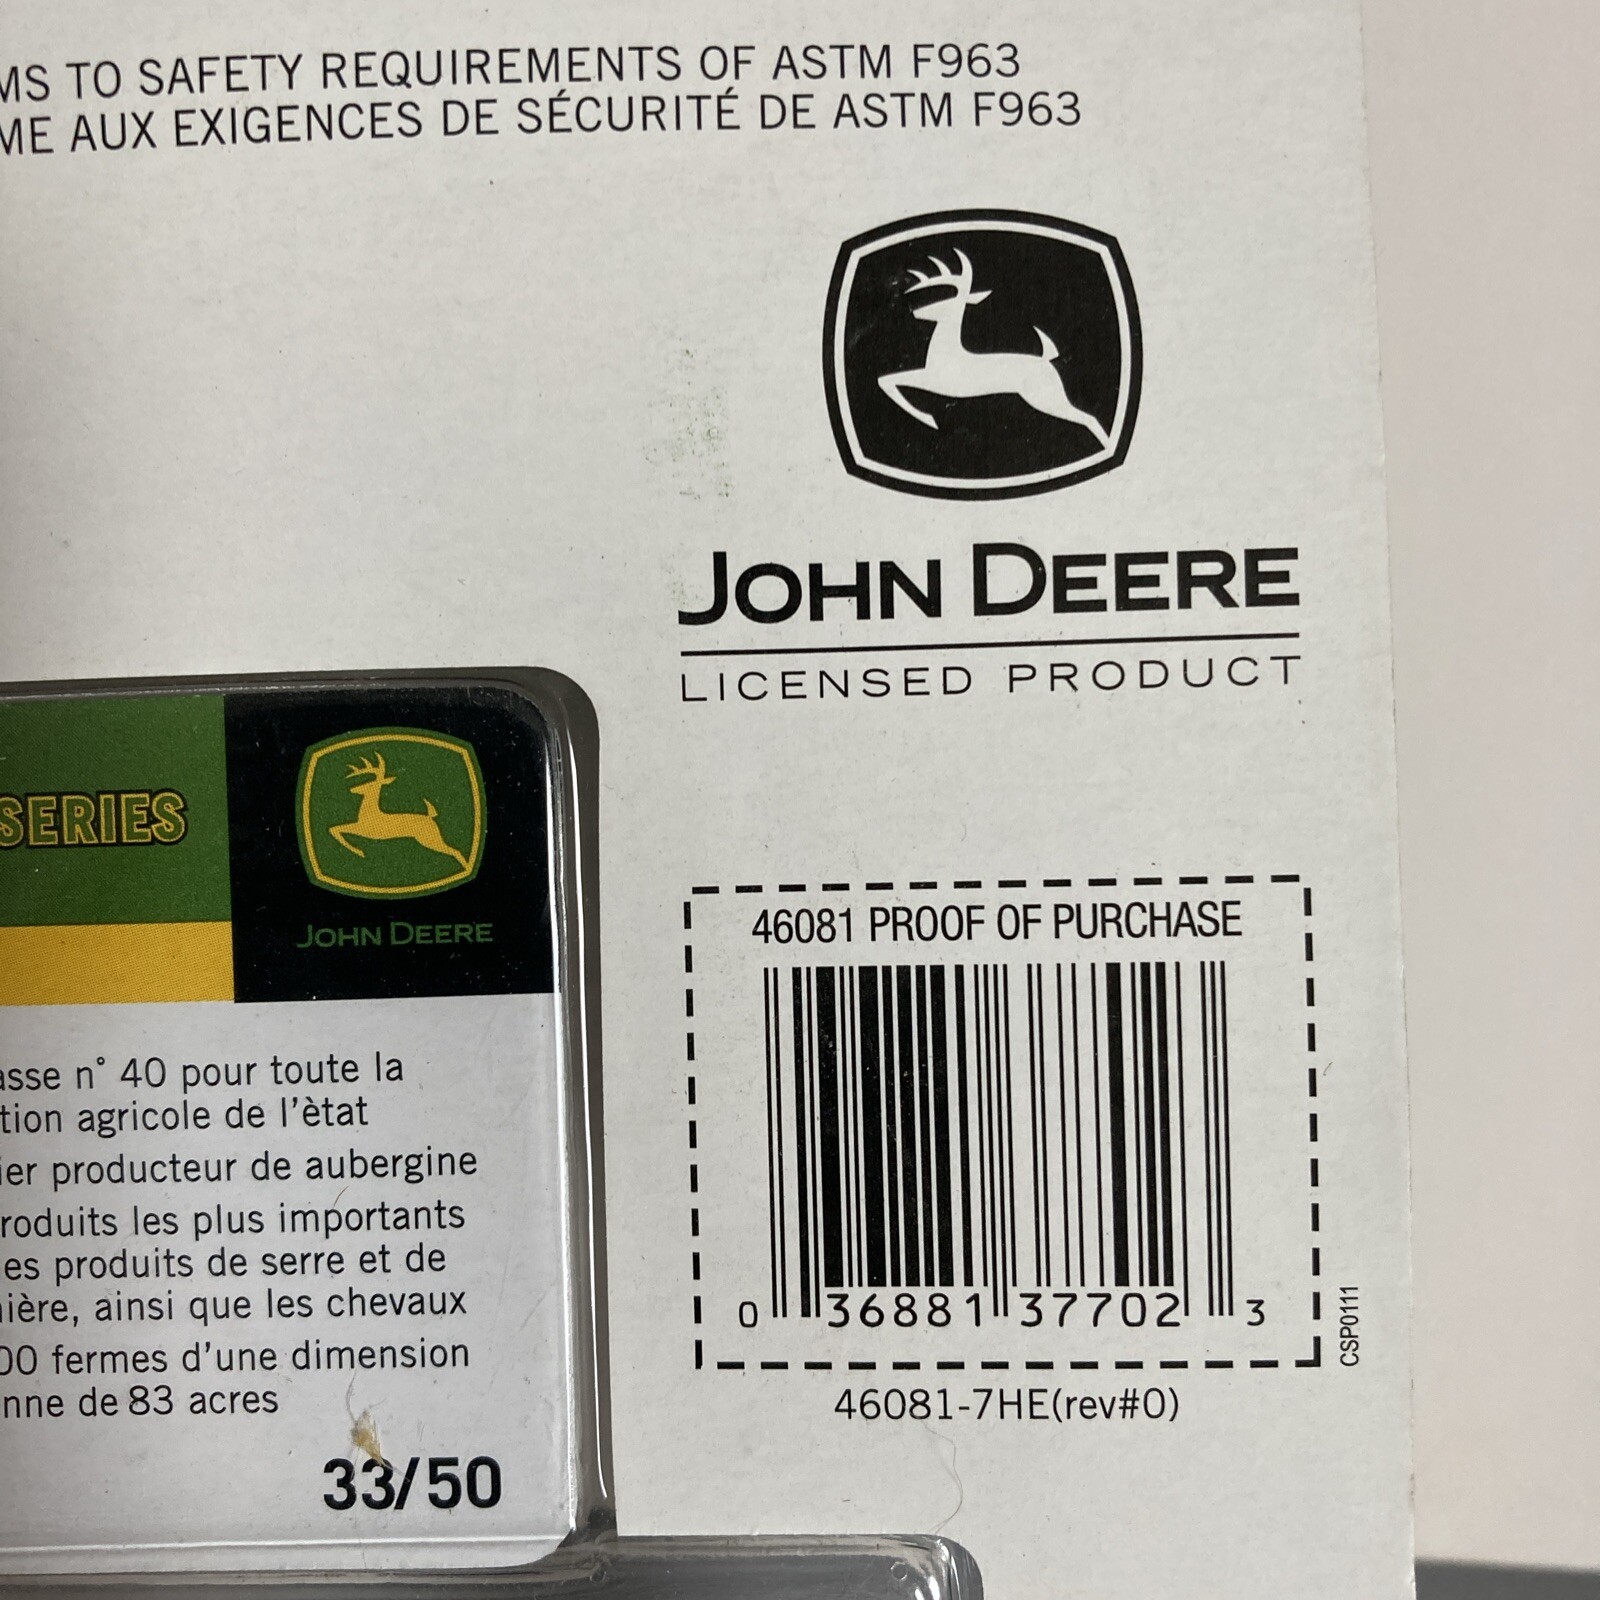 MS TO SAFETY REQUIREMENTS OF ASTM F963
ME AUX EXIGENCES DE SÉCURITÉ DE ASTM F963
JOHN DEERE
LICENSED PRODUCT
SERIES
JOHN DEERE
asse n° 40 pour toute la
tion agricole de l'ètat
ier producteur de aubergine
roduits les plus importants
es produits de serre et de
nière, ainsi que les chevaux
00 fermes d'une dimension
nne de 83 acres
33/50
46081 PROOF OF PURCHASE
0 36881 37702 3
CSP0111
46081-7HE(rev#0)